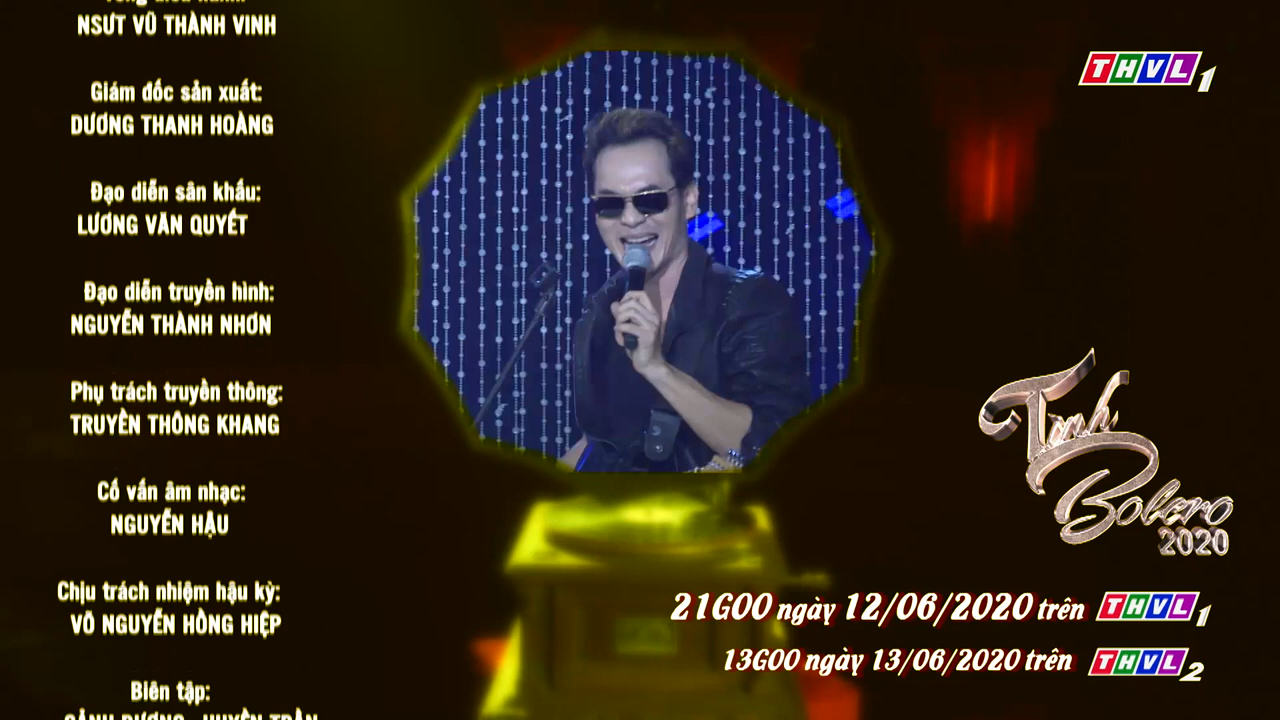 NSƯT VŨ THÀNH VINH
Giám đốc sản xuất:
DƯƠNG THANH HOÀNG
Đạo diễn sân khấu:
LƯƠNG VĂN QUYẾT
Đạo diễn truyền hình:
NGUYỄN THÀNH NHƠN
Phụ trách truyền thông:
TRUYỀN THÔNG KHANG
Cố vấn âm nhạc:
NGUYỄN HẬU
Chịu trách nhiệm hậu kỳ:
VÕ NGUYỄN HỒNG HIỆP
Biên tập:
THVL1
Tình
Bolero
2020
21G00 ngày 12/06/2020 trên THVL1
13G00 ngày 13/06/2020 trên THVL2